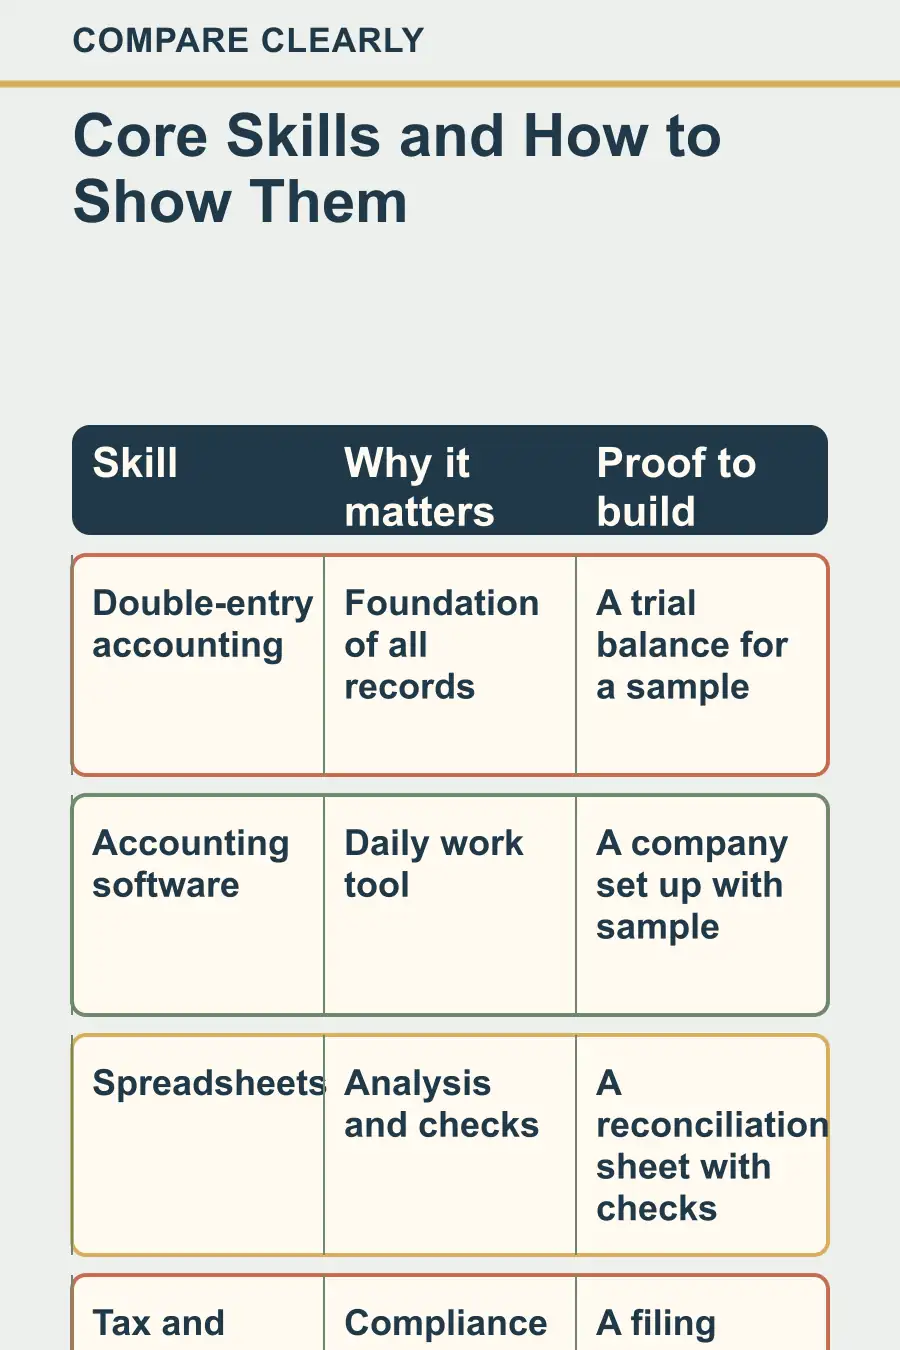 COMPARE CLEARLY
Core Skills and How to
Show Them
Skill
Why it
matters
Proof to
build
Double-entry
accounting
Foundation
of all
records
A trial
balance for
a sample
Accounting
software
Daily work
tool
A company
set up with
sample
Spreadsheets
Analysis
and checks
A
reconciliation
sheet with
checks
Tax and
Compliance
A filing